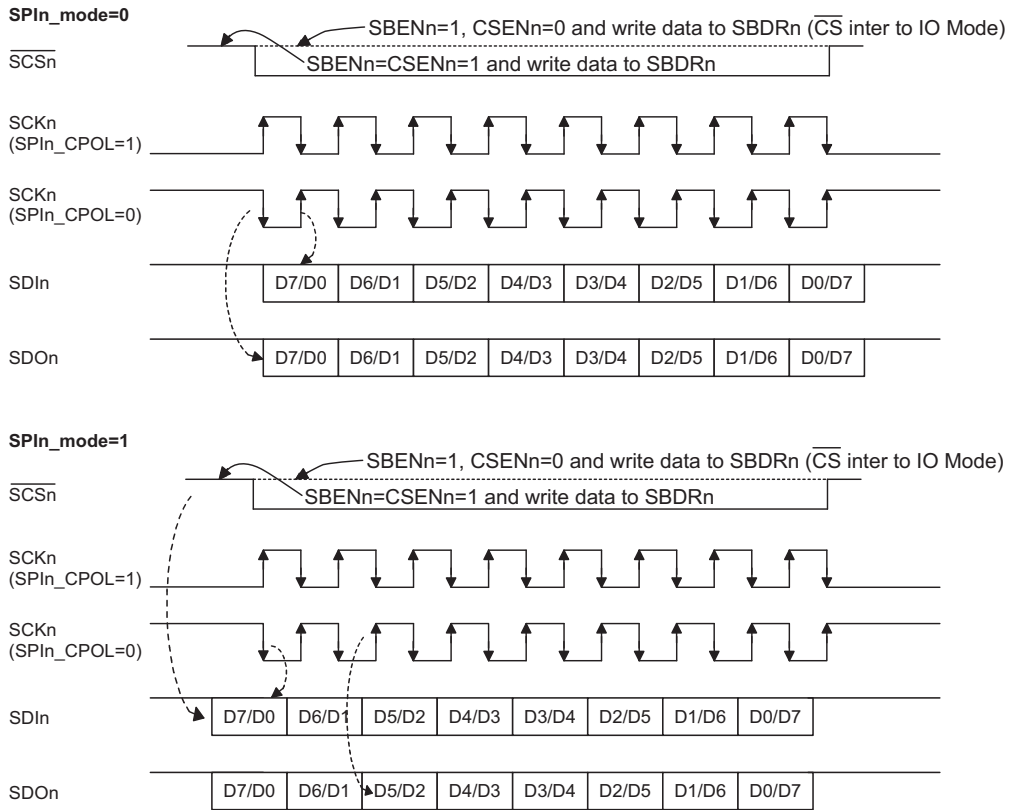 SPIn_mode=0
SBENn=1, CSENn=0 and write data to SBDRn (CS inter to IO Mode)
SCSn
SBENn=CSENn=1 and write data to SBDRn
SCKn
(SPIn_CPOL=1)
SCKn
(SPIn_CPOL=0)
SDIn D7/D0 D6/D1 D5/D2 D4/D3 D3/D4 D2/D5 D1/D6 D0/D7
SDOn D7/D0 D6/D1 D5/D2 D4/D3 D3/D4 D2/D5 D1/D6 D0/D7
SPIn_mode=1
SBENn=1, CSENn=0 and write data to SBDRn (CS inter to IO Mode)
SCSn
SBENn=CSENn=1 and write data to SBDRn
SCKn
(SPIn_CPOL=1)
SCKn
(SPIn_CPOL=0)
SDIn D7/D0 D6/D1 D5/D2 D4/D3 D3/D4 D2/D5 D1/D6 D0/D7
SDOn D7/D0 D6/D1 D5/D2 D4/D3 D3/D4 D2/D5 D1/D6 D0/D7